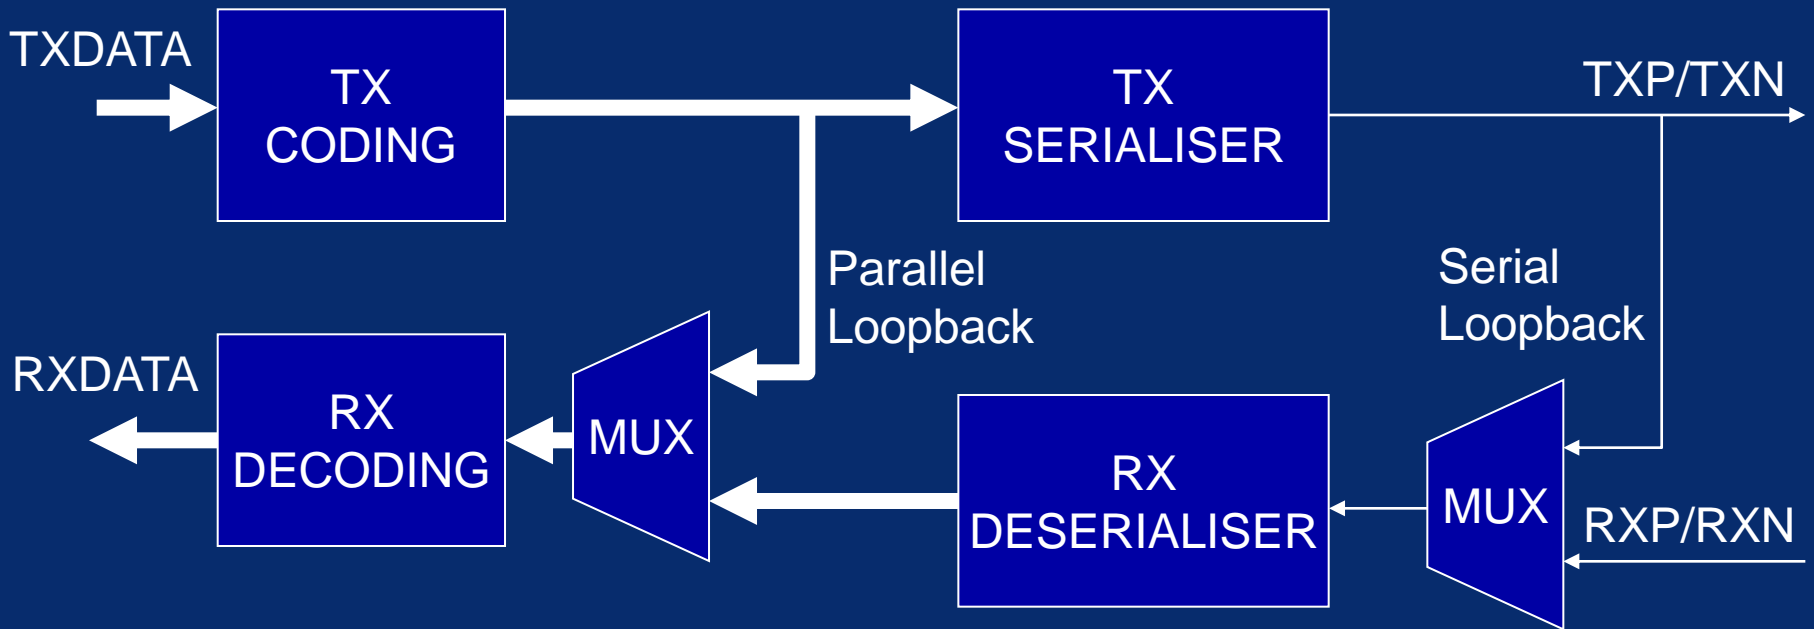 TXDATA
TX
CODING
TX
SERIALISER
TXP/TXN
Parallel
Loopback
Serial
Loopback
RXDATA
RX
DECODING
MUX
RX
DESERIALISER
MUX
RXP/RXN